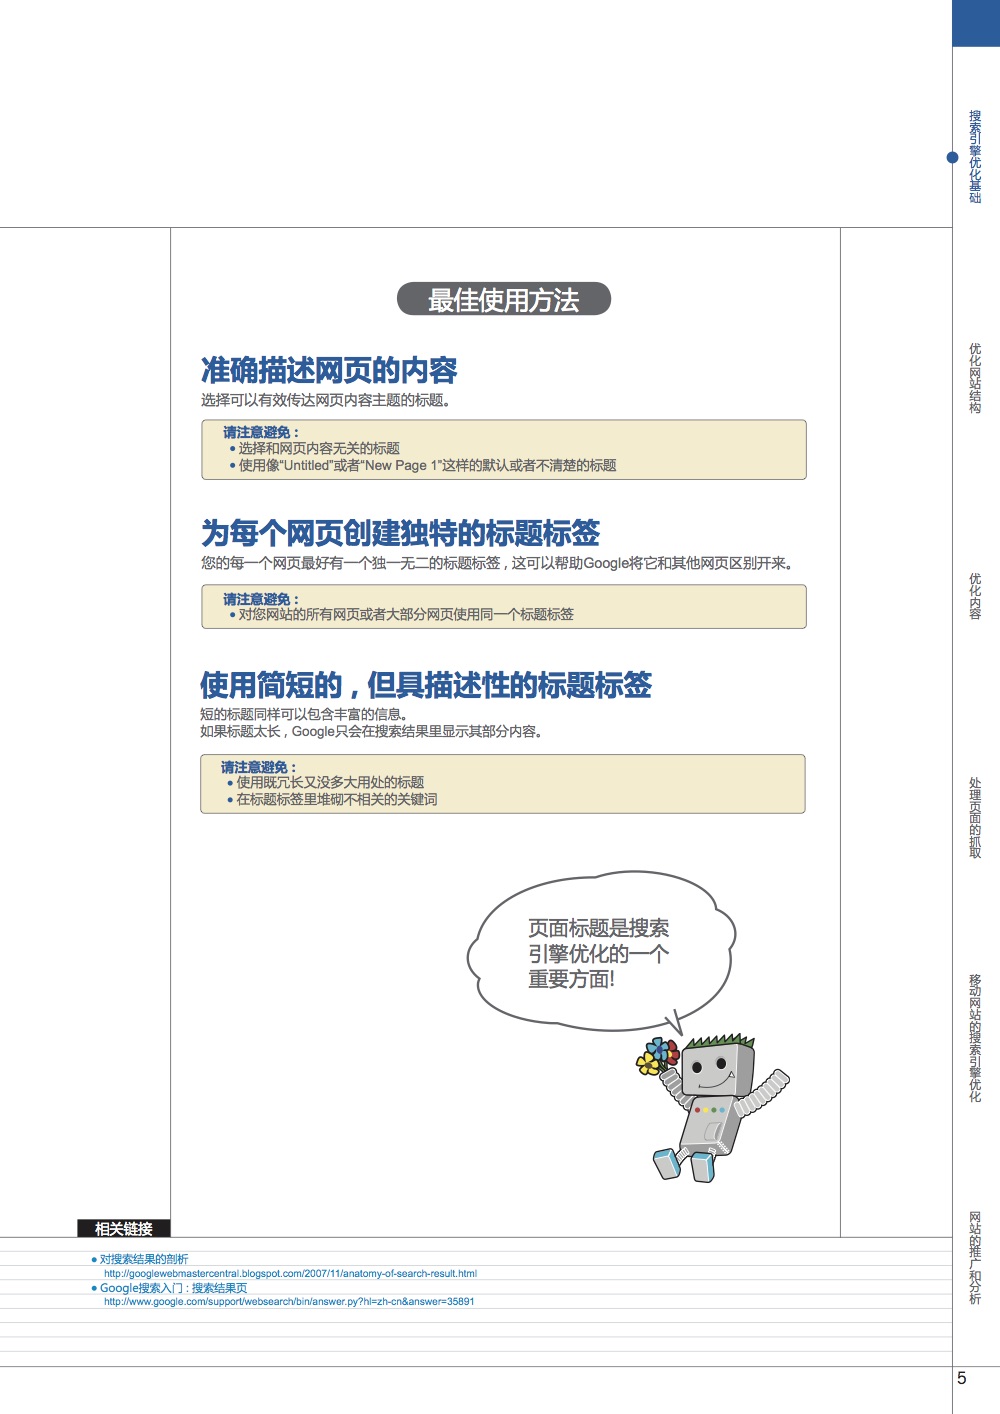 搜索引擎优化基础
优化网站结构
优化内容
处理页面的抓取
移动网站的搜索引擎优化
网站的推广和分析
最佳使用方法
准确描述网页的内容
选择可以有效传达网页内容主题的标题。
请注意避免：
• 选择和网页内容无关的标题
• 使用像“Untitled”或者“New Page 1”这样的默认或者不清楚的标题
为每个网页创建独特的标题标签
您的每一个网页最好有一个独一无二的标题标签，这可以帮助Google将它和其他网页区别开来。
请注意避免：
• 对您网站的所有网页或者大部分网页使用同一个标题标签
使用简短的，但具描述性的标题标签
短的标题同样可以包含丰富的信息。
如果标题太长，Google只会在搜索结果里显示其部分内容。
请注意避免：
• 使用既冗长又没多大用处的标题
• 在标题标签里堆砌不相关的关键词
页面标题是搜索
引擎优化的一个
重要方面!
相关链接
• 对搜索结果的剖析
http://googlewebmastercentral.blogspot.com/2007/11/anatomy-of-search-result.html
• Google搜索入门：搜索结果页
http://www.google.com/support/websearch/bin/answer.py?hl=zh-cn&answer=35891
5